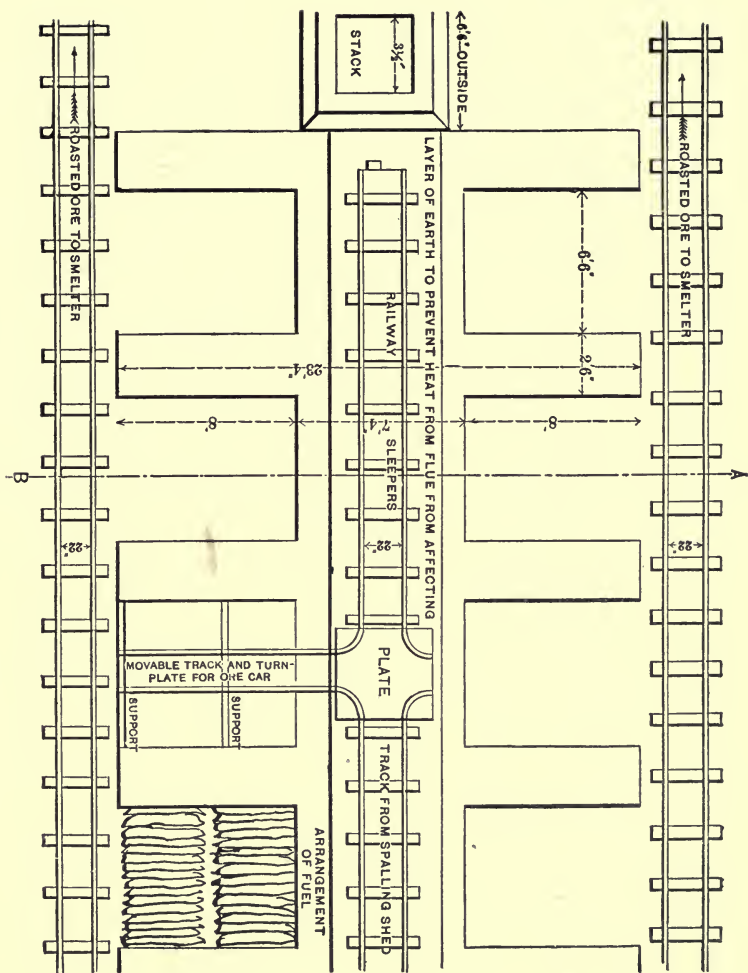 STACK
3½'
6'6" OUTSIDE
ROASTED ORE TO SMELTER
ROASTED ORE TO SMELTER
LAYER OF EARTH TO PREVENT HEAT FROM FLUE FROM AFFECTING
RAILWAY
SLEEPERS
6'6"
2'6"
23'4"
8'
7'4"
8'
B
A
22"
22"
22"
PLATE
MOVABLE TRACK AND TURN-
PLATE FOR ORE CAR
SUPPORT
SUPPORT
TRACK FROM SPALLING SHED
ARRANGEMENT
OF FUEL